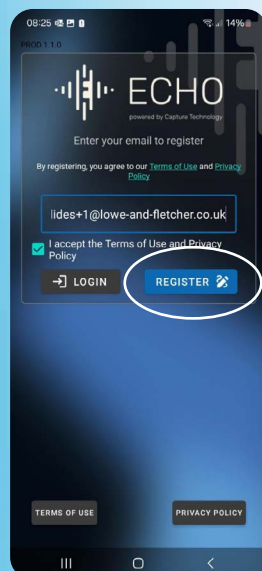 08:25
14%
PROD 1.1.0
ECHO
powered by Captura Technology
Enter your email to register
By registering, you agree to our Terms of Use and Privacy
Policy
lides+1@lowe-and-fletcher.co.uk
I accept the Terms of Use and Privacy
Policy
LOGIN
REGISTER
TERMS OF USE
PRIVACY POLICY